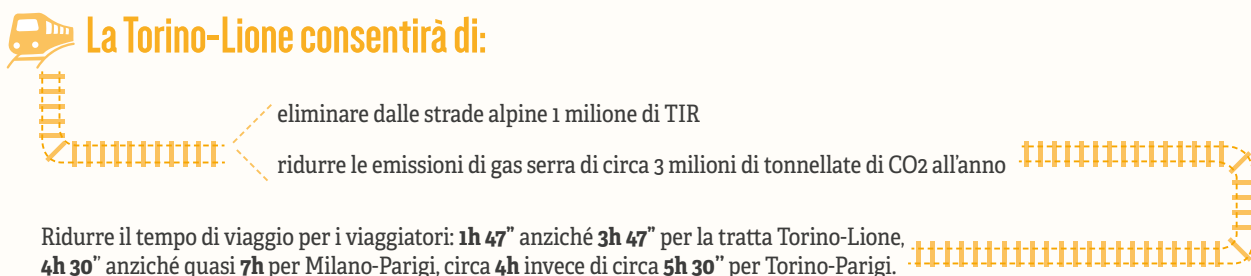 La Torino-Lione consentirà di:
eliminare dalle strade alpine 1 milione di TIR
ridurre le emissioni di gas serra di circa 3 milioni di tonnellate di CO2 all'anno
Ridurre il tempo di viaggio per i viaggiatori: 1h 47” anziché 3h 47” per la tratta Torino-Lione,
4h 30” anziché quasi 7h per Milano-Parigi, circa 4h invece di circa 5h 30” per Torino-Parigi.